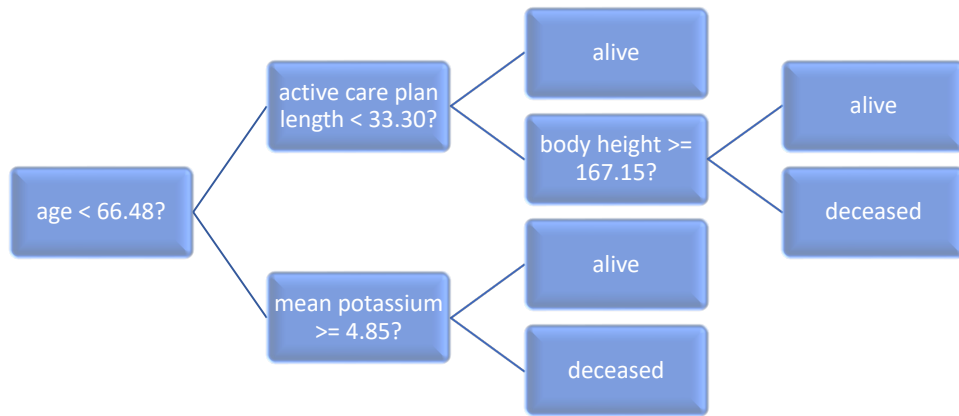 age < 66.48?
active care plan
length < 33.30?
alive
body height >=
167.15?
alive
deceased
mean potassium
>= 4.85?
alive
deceased